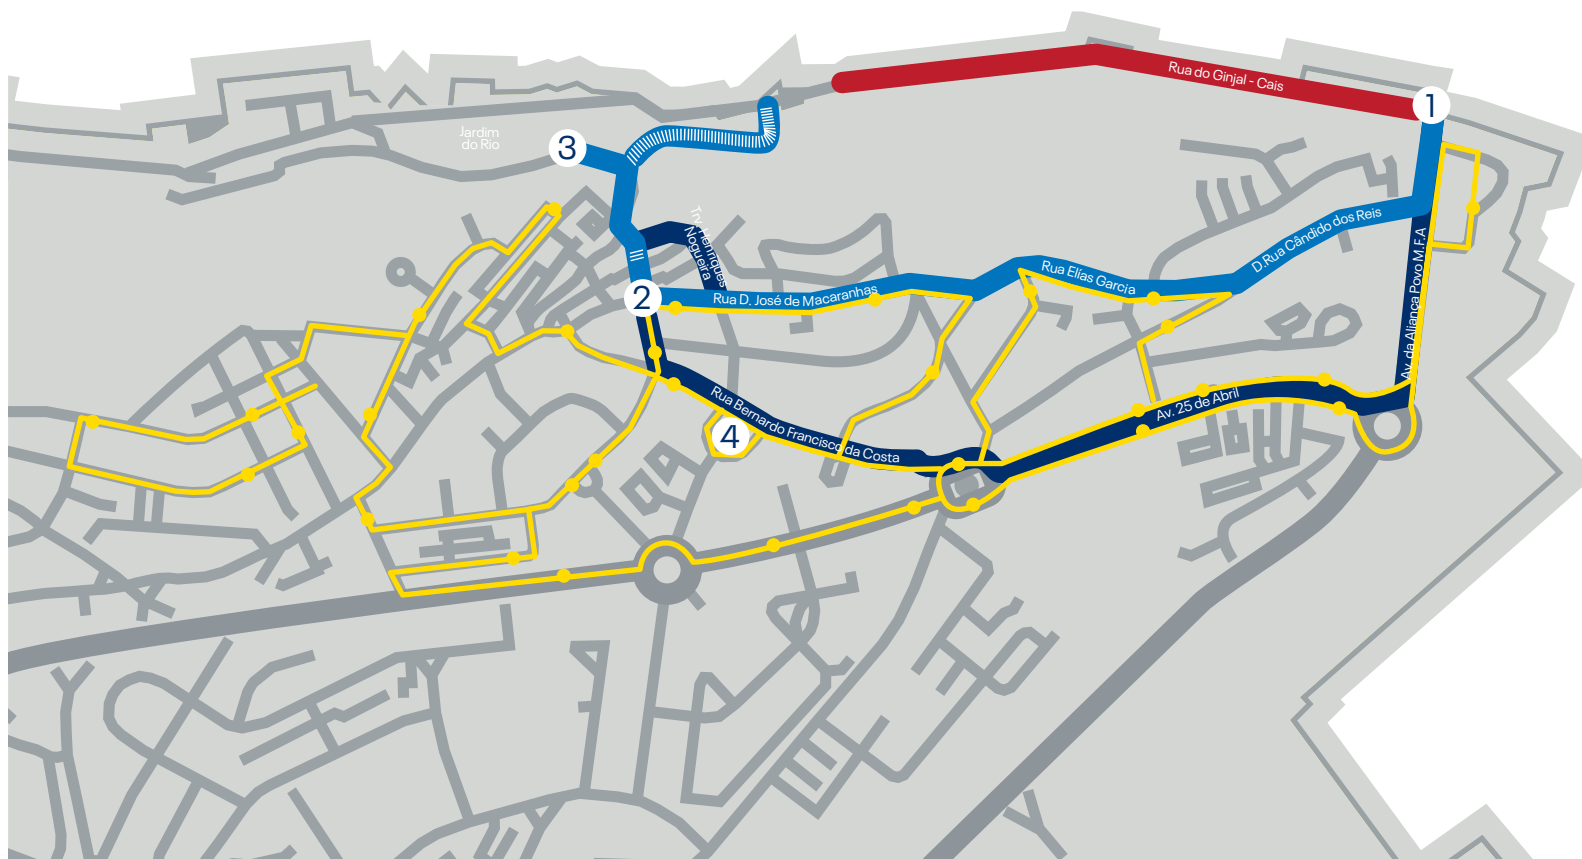 Rua do Ginjal - Cais
1
Jardim
do Rio
3
Trv. Henriques
Nogueira
D.Rua Cândido dos Reis
Rua Elías García
Av. da Aliança Povo M.F.A
2
Rua D. José de Macaranhas
Rua Bernardo Francisco da Costa
Av. 25 de Abril
4